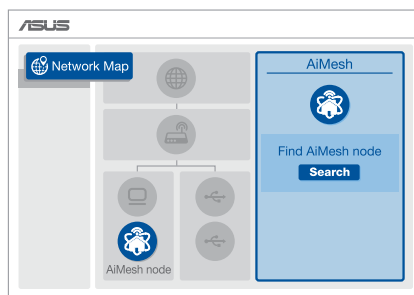 ASUS
Network Map
AiMesh
Find AiMesh node
Search
AiMesh node